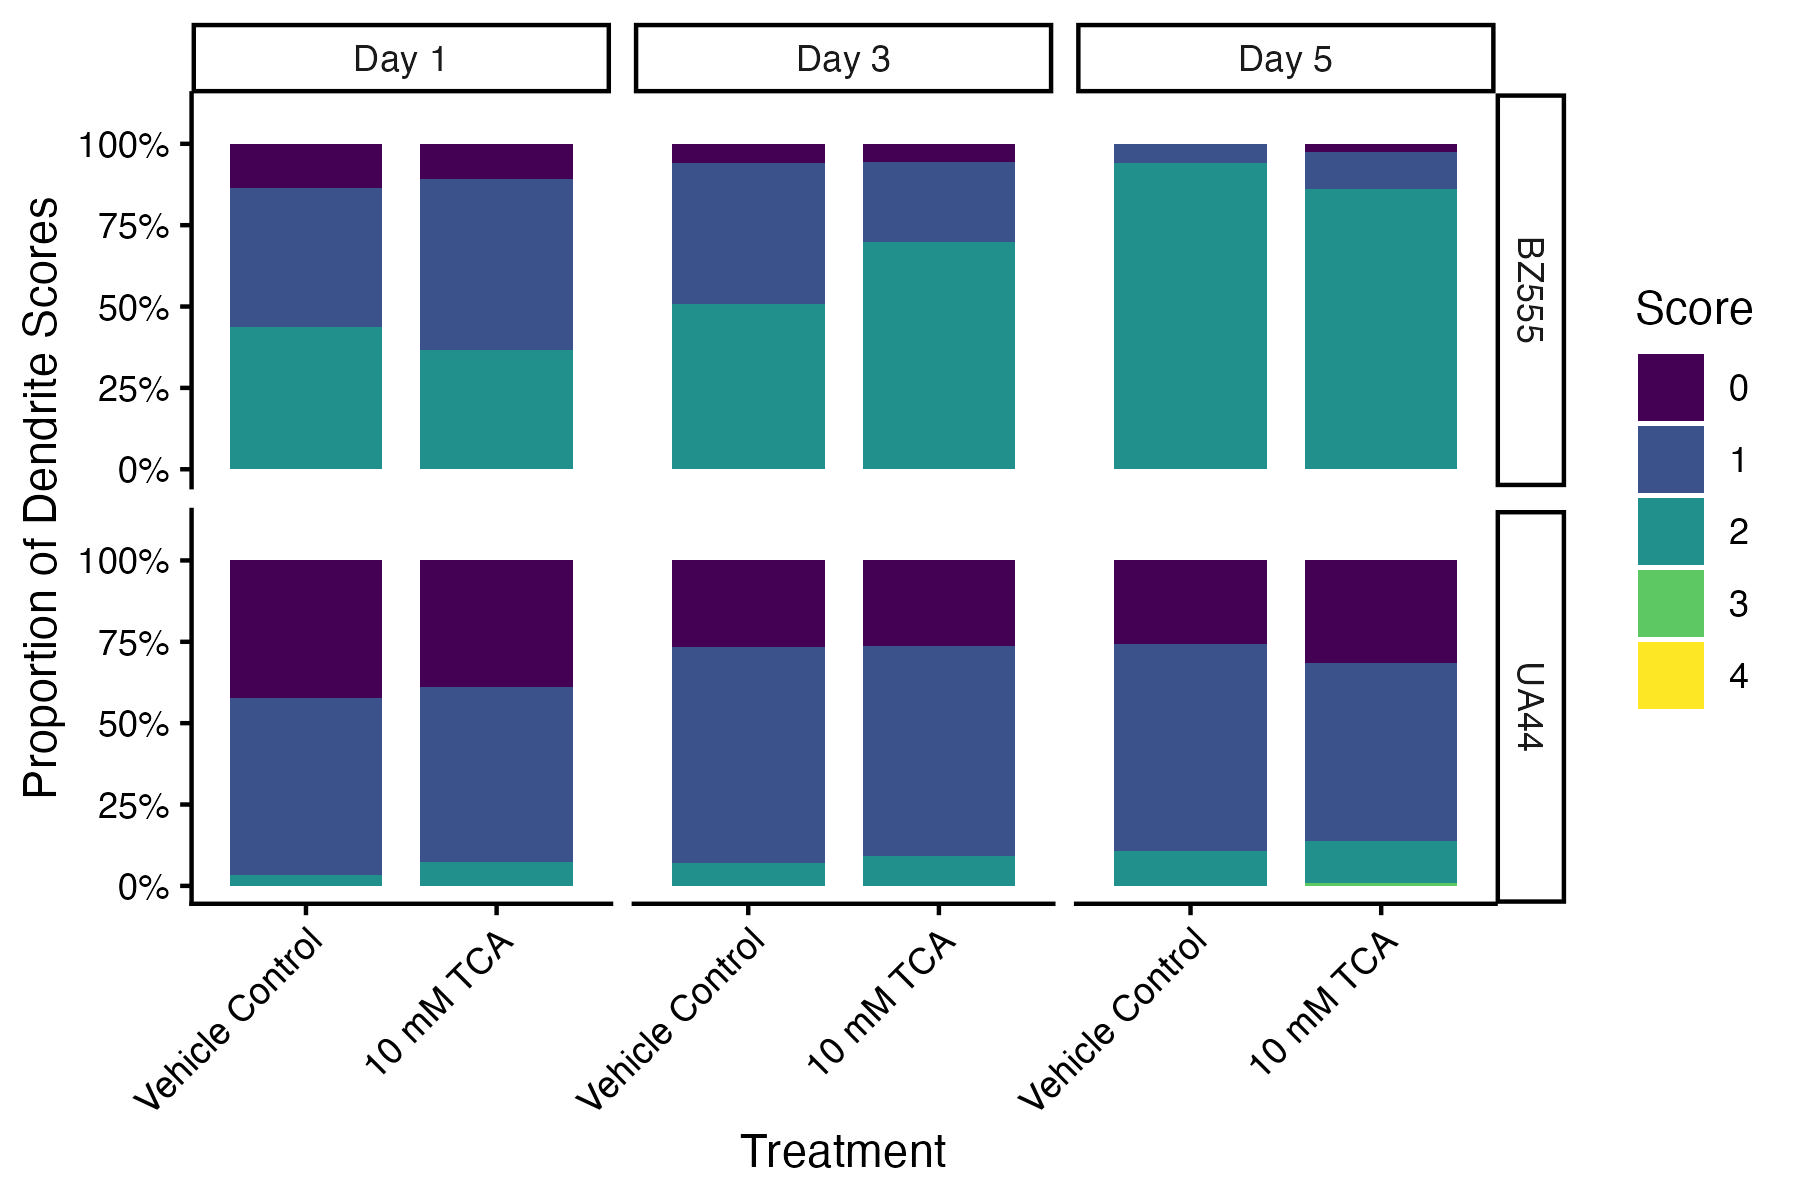 Day 1
Day 3
Day 5
Proportion of Dendrite Scores
100%
75%
50%
25%
0%
BZ555
100%
75%
50%
25%
0%
UA44
Vehicle Control
10 mM TCA
Vehicle Control
10 mM TCA
Vehicle Control
10 mM TCA
Treatment
Score
0
1
2
3
4